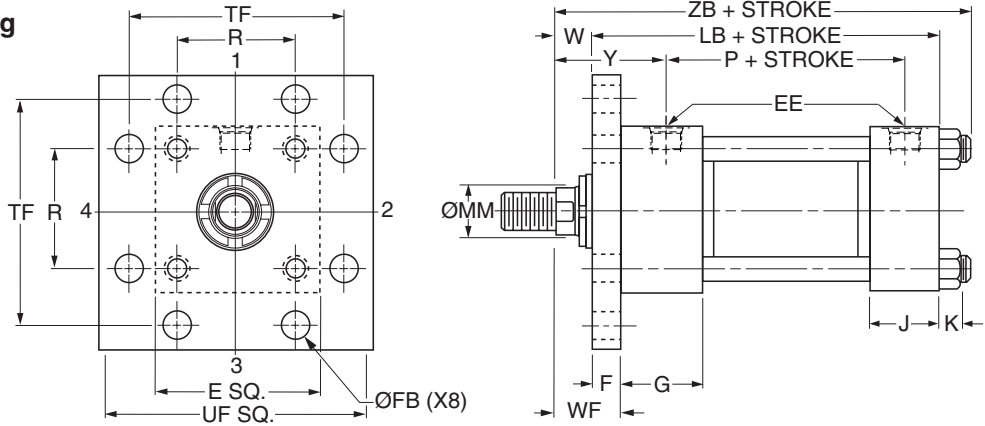 g
TF
R
1
TF
R
4
2
3
E SQ.
UF SQ.
ØFB (X8)
ZB + STROKE
W
LB + STROKE
Y
P + STROKE
EE
ØMM
F
G
J
K
WF